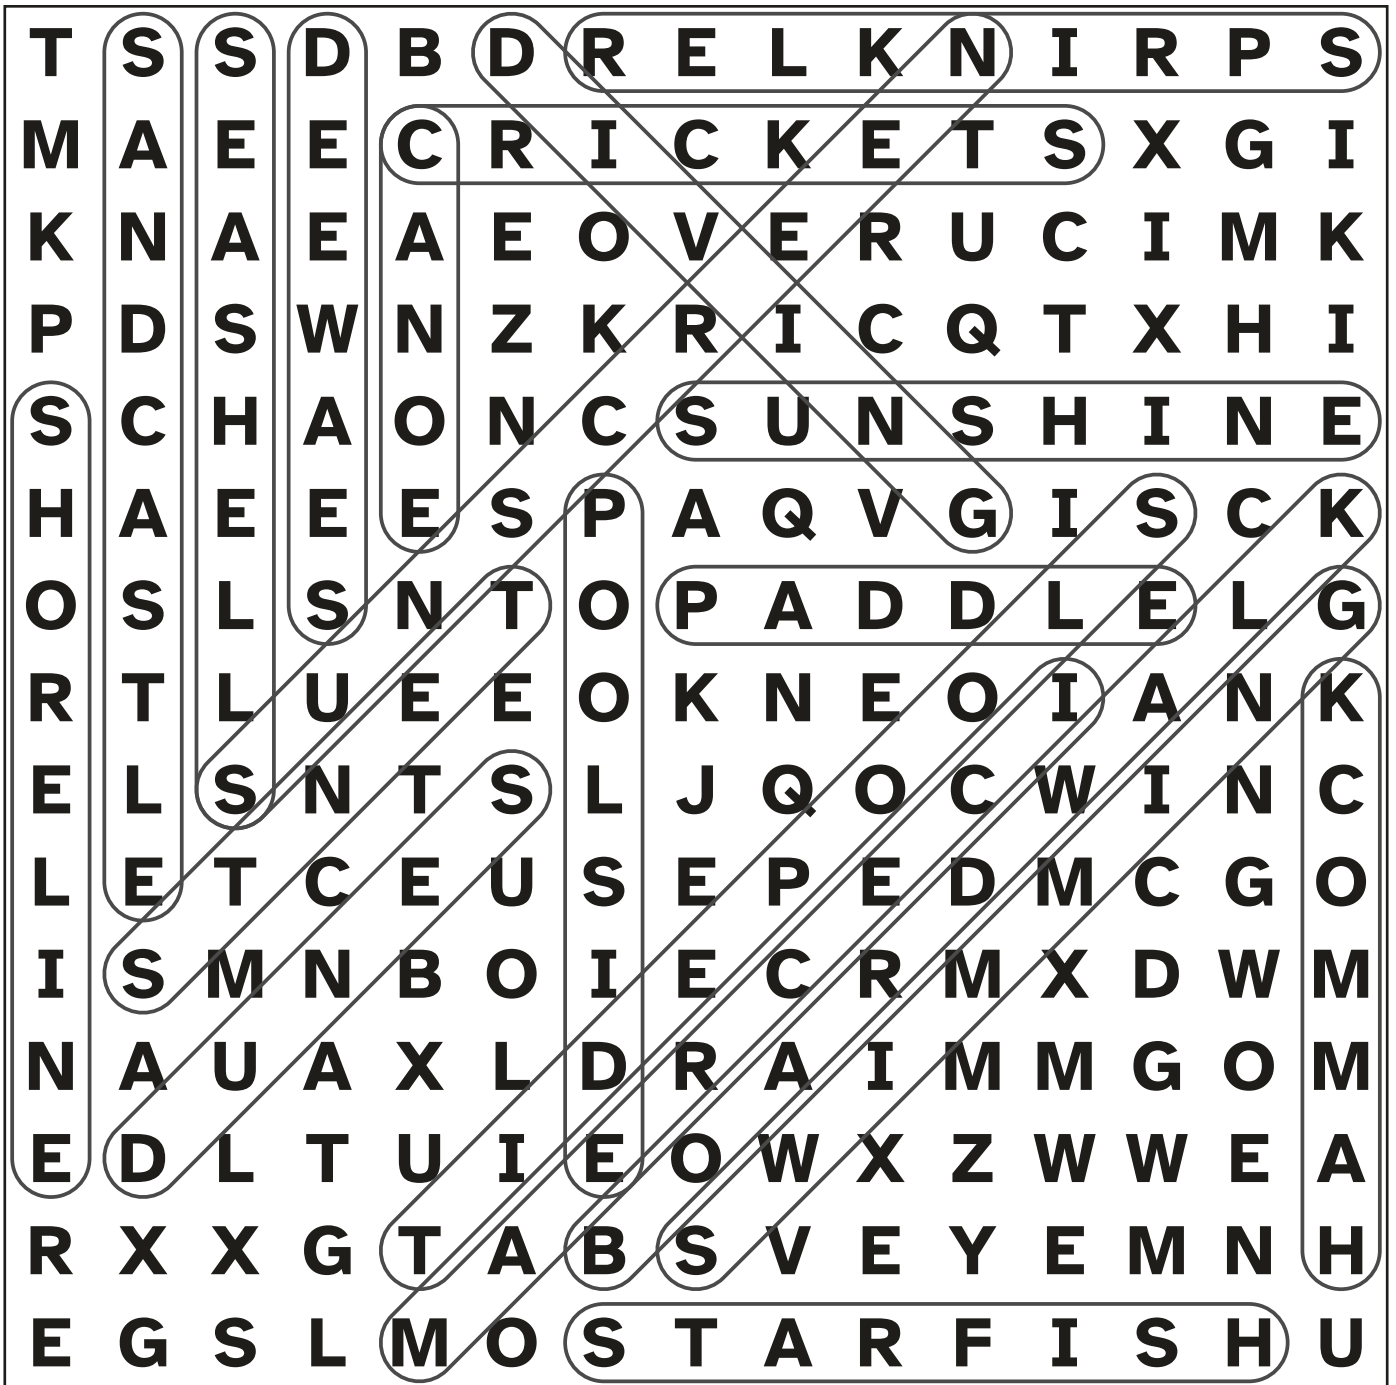 T S S D B D R E L K N I R P S
M A E E C R I C K E T S X G I
K N A E A E O V E R U C I M K
P D S W N Z K R I C Q T X H I
S C H A O N C S U N S H I N E
H A E E E S P A Q V G I S C K
O S L S N T O P A D D L E L G
R T L U E E O K N E O I A N K
E L S N T S L J Q O C W I N C
L E T C E U S E P E D M C G O
I S M N B O I E C R M X D W M
N A U A X L D R A I M M G O M
E D L T U I E O W X Z W W E A
R X X G T A B S V E Y E M N H
E G S L M O S T A R F I S H U